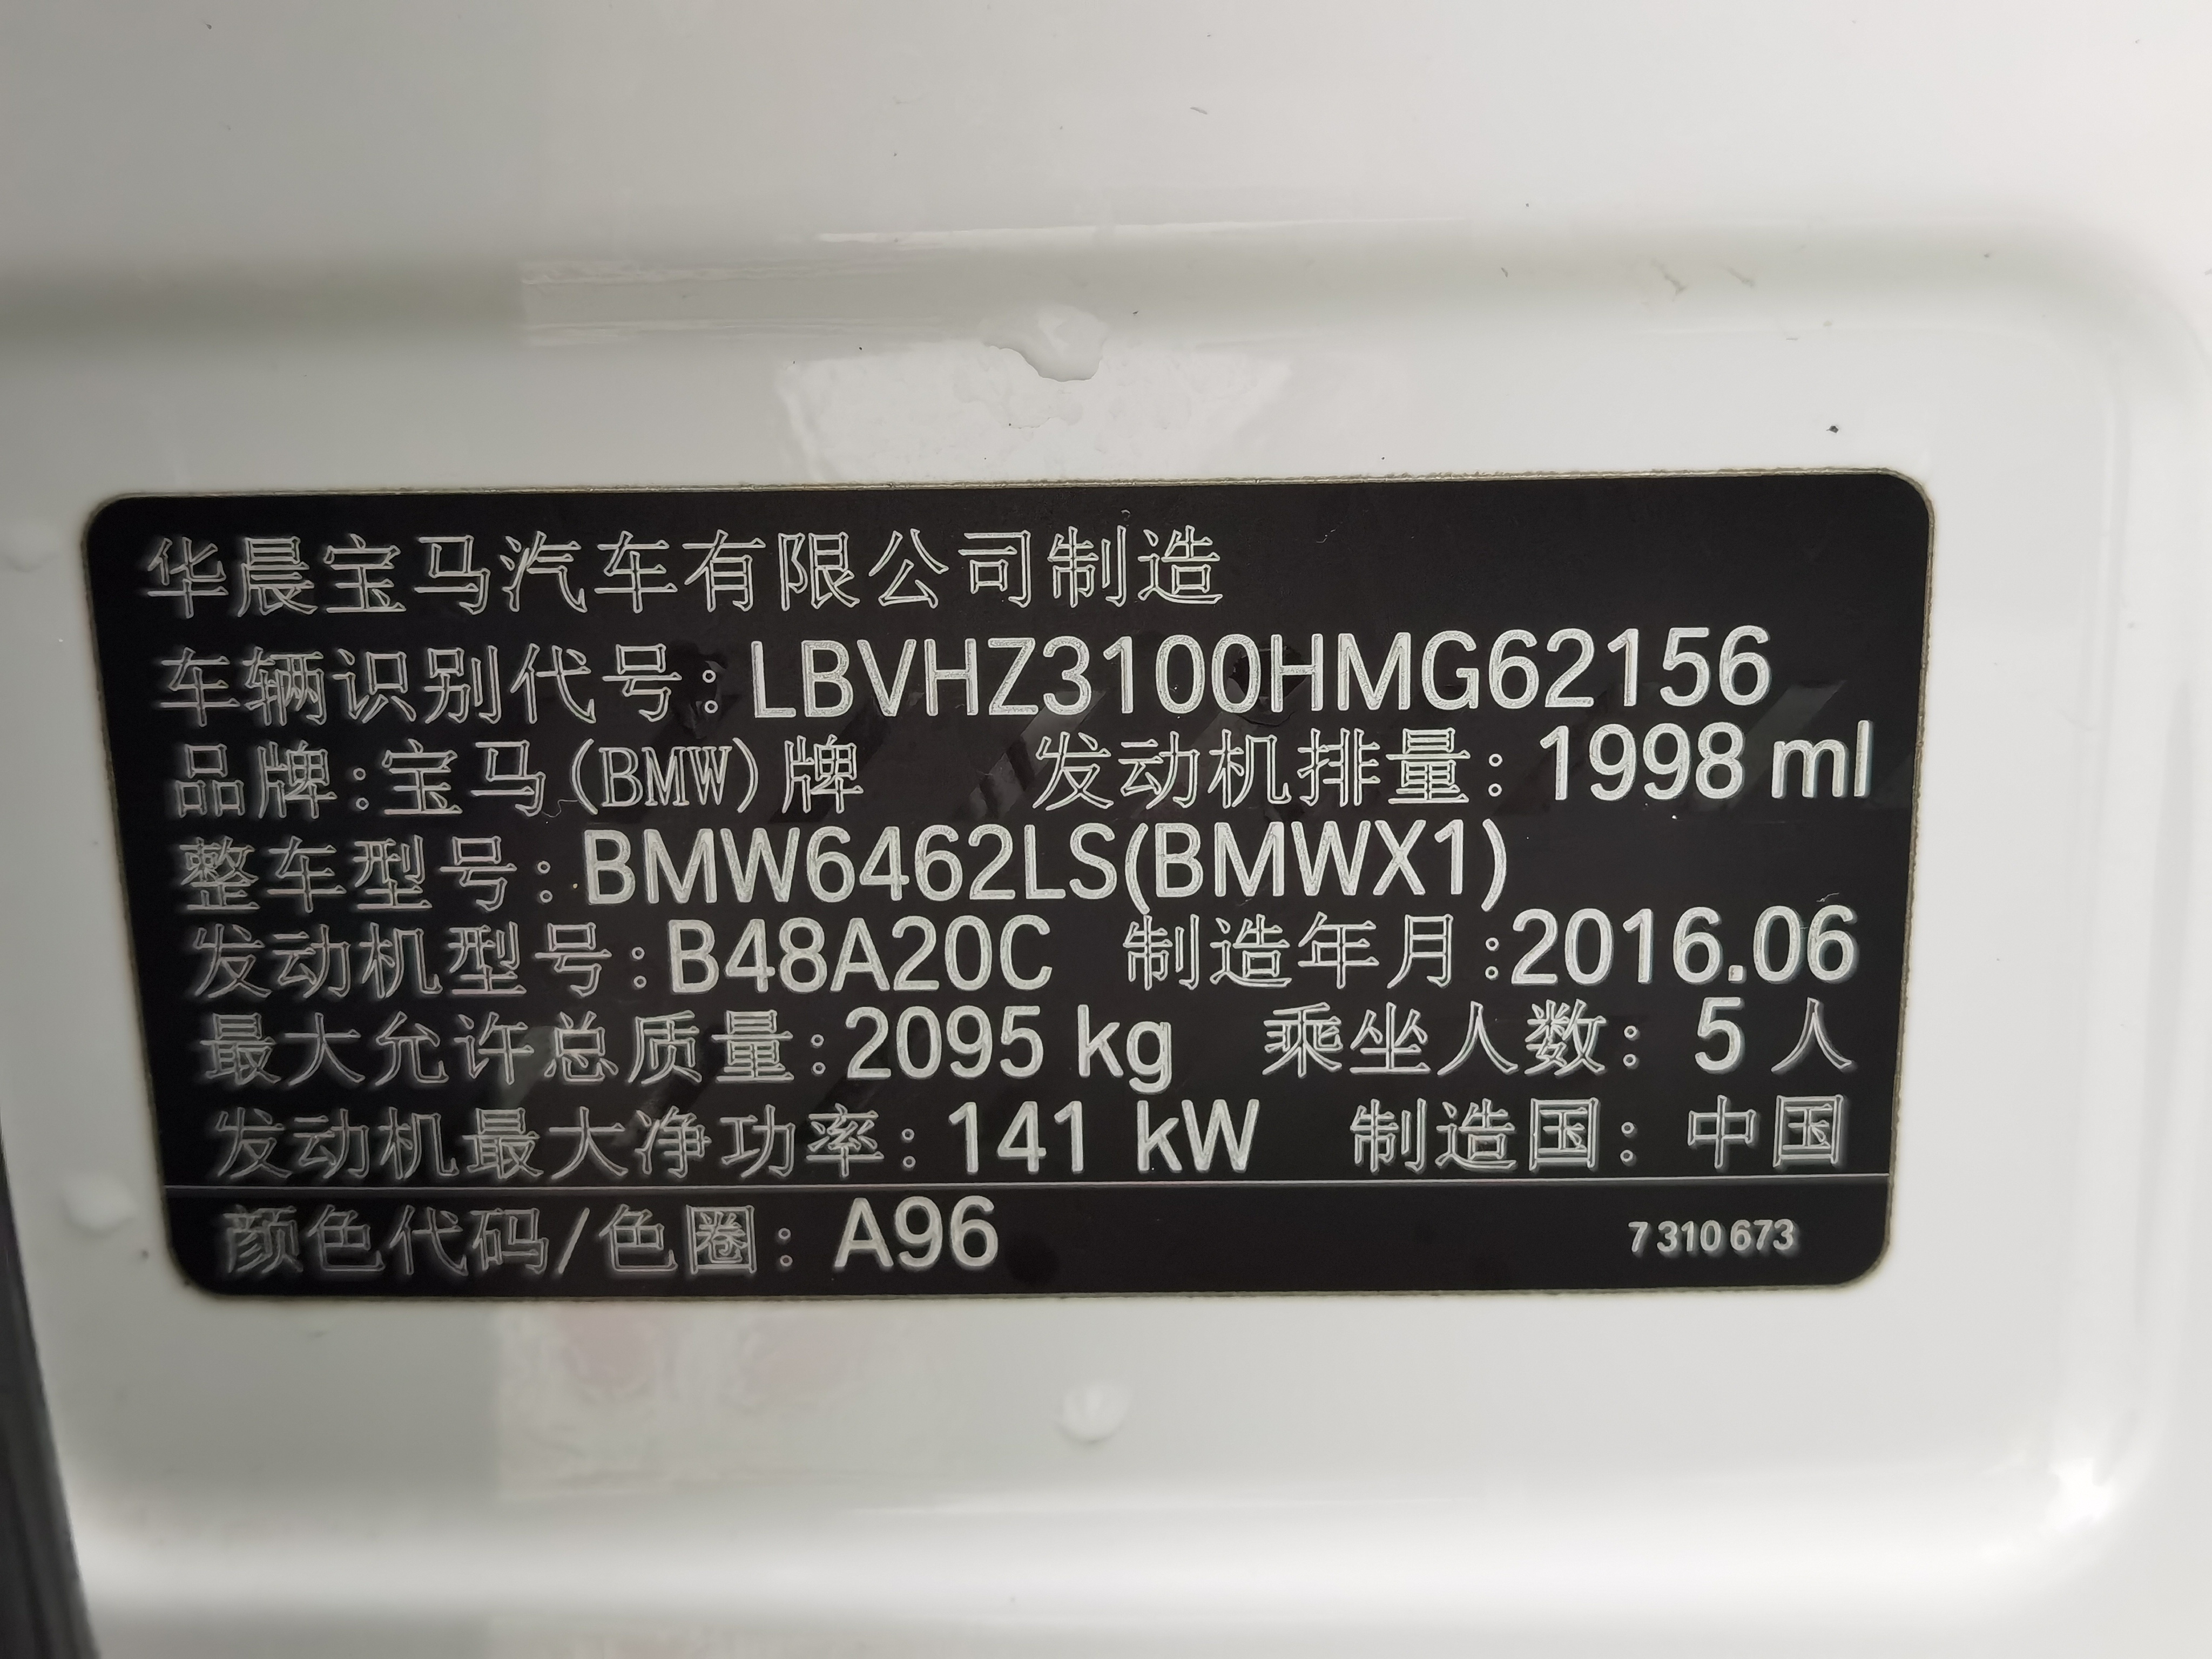 华晨宝马汽车有限公司制造
车辆识别代号:LBVHZ3100HMG62156
品牌:宝马(BMW)牌 发动机排量:1998 ml
整车型号:BMW6462LS(BMWX1)
发动机型号:B48A20C 制造年月:2016.06
最大允许总质量:2095 kg 乘坐人数: 5 人
发动机最大净功率:141 kW 制造国: 中国
颜色代码/色圈: A96 7 310 673